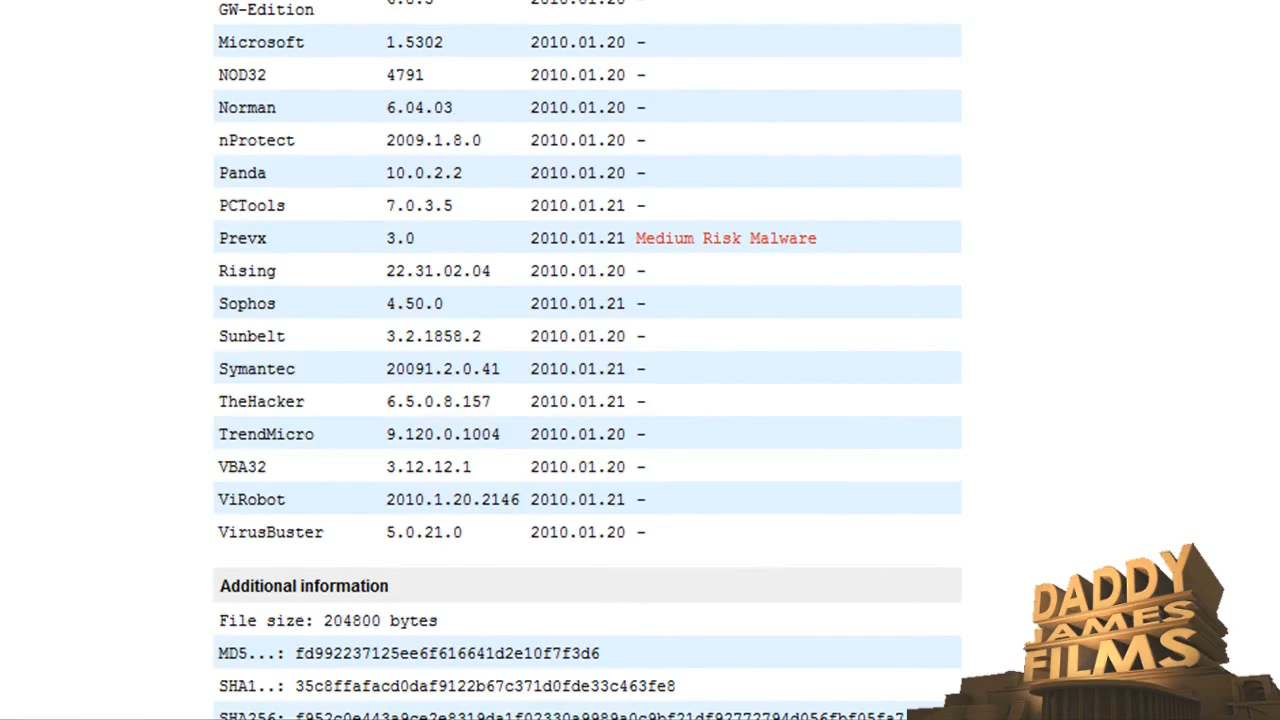 GW-Edition
Microsoft 1.5302 2010.01.20 -
NOD32 4791 2010.01.20 -
Norman 6.04.03 2010.01.20 -
nProtect 2009.1.8.0 2010.01.20 -
Panda 10.0.2.2 2010.01.20 -
PCTools 7.0.3.5 2010.01.21 -
Prevx 3.0 2010.01.21 Medium Risk Malware
Rising 22.31.02.04 2010.01.20 -
Sophos 4.50.0 2010.01.21 -
Sunbelt 3.2.1858.2 2010.01.20 -
Symantec 20091.2.0.41 2010.01.21 -
TheHacker 6.5.0.8.157 2010.01.21 -
TrendMicro 9.120.0.1004 2010.01.20 -
VBA32 3.12.12.1 2010.01.20 -
ViRobot 2010.1.20.2146 2010.01.21 -
VirusBuster 5.0.21.0 2010.01.20 -
Additional information
File size: 204800 bytes
MD5...: fd992237125ee6f616641d2e10f7f3d6
SHA1..: 35c8ffafacd0daf9122b67c371d0fde33c463fe8
SHA256:
DADDY
JAMES
FILMS